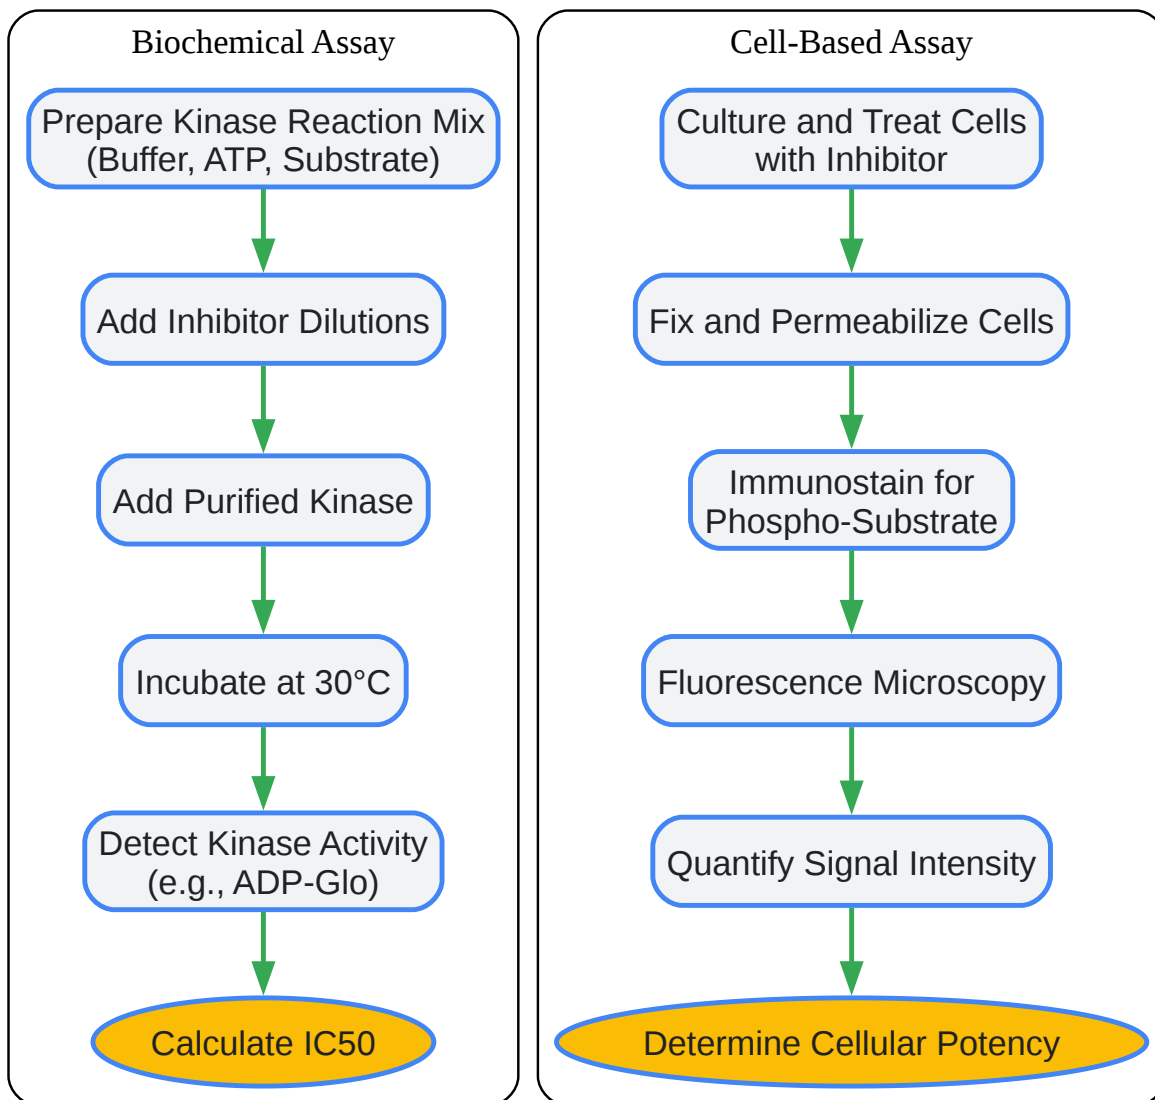 Biochemical Assay
Prepare Kinase Reaction Mix
(Buffer, ATP, Substrate)
Add Inhibitor Dilutions
Add Purified Kinase
Incubate at 30°C
Detect Kinase Activity
(e.g., ADP-Glo)
Calculate IC50
Cell-Based Assay
Culture and Treat Cells
with Inhibitor
Fix and Permeabilize Cells
Immunostain for
Phospho-Substrate
Fluorescence Microscopy
Quantify Signal Intensity
Determine Cellular Potency